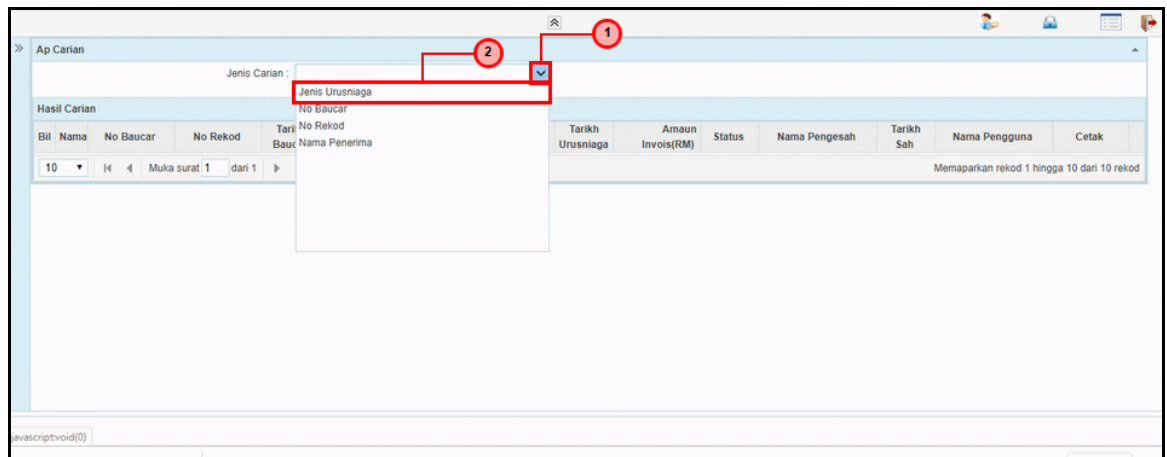 1
2
Ap Carian
Jenis Carian :
Jenis Urusniaga
No Baucar
No Rekod
Nama Penerima
Hasil Carian
Bil Nama No Baucar No Rekod Tari Bauc Tarikh Urusniaga Amaun Invois(RM) Status Nama Pengesah Tarikh Sah Nama Pengguna Cetak
10 Muka surat 1 dari 1 Memaparkan rekod 1 hingga 10 dari 10 rekod
javascript:void(0)